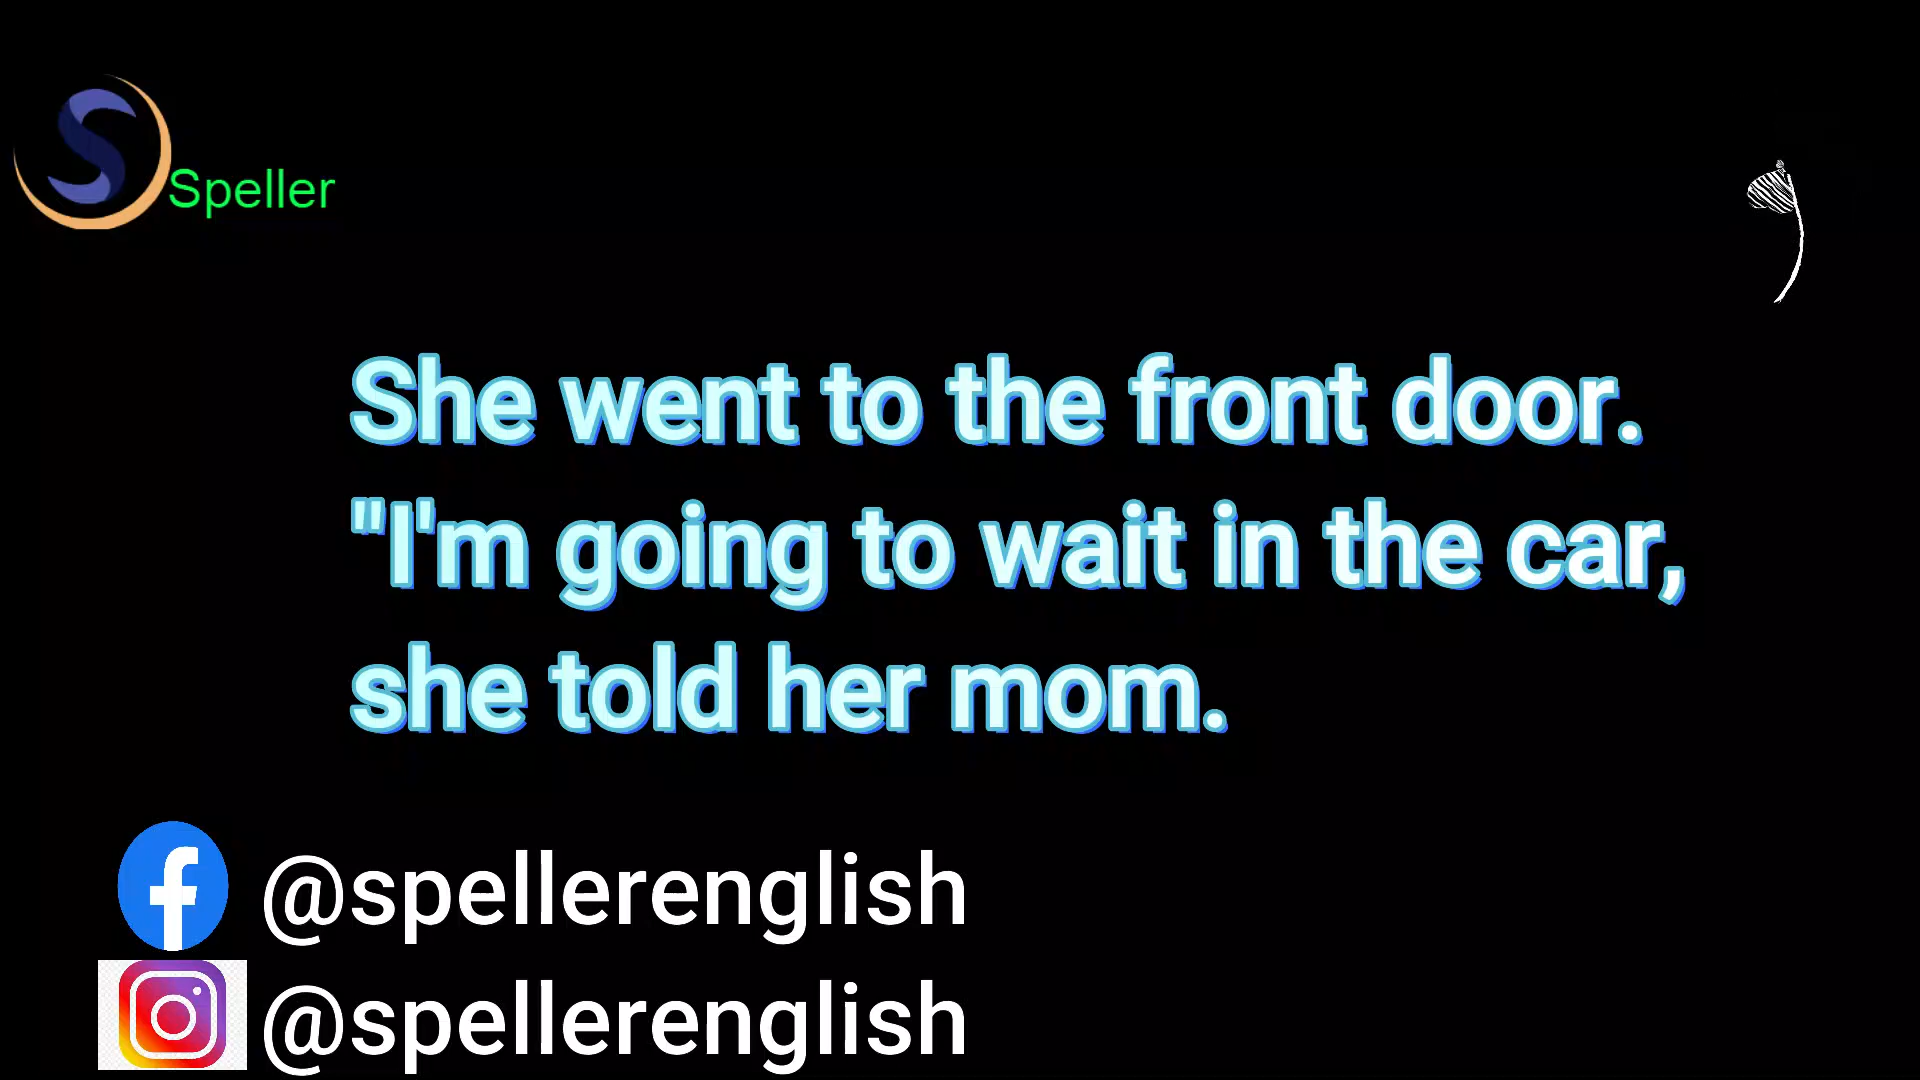 Speller
She went to the front door.
"I'm going to wait in the car,
she told her mom.
@spellerenglish
@spellerenglish